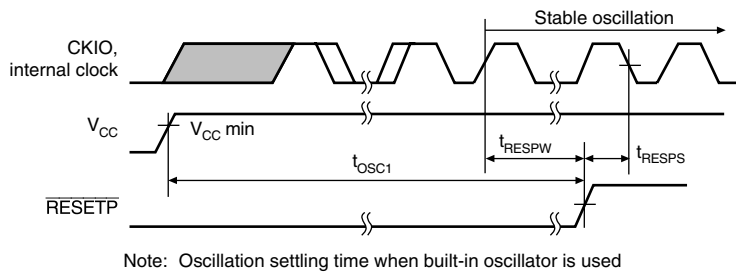 Stable oscillation
CKIO,
internal clock
VCC
VCC min
tRESPW
tRESPS
tOSC1
RESETP
Note: Oscillation settling time when built-in oscillator is used